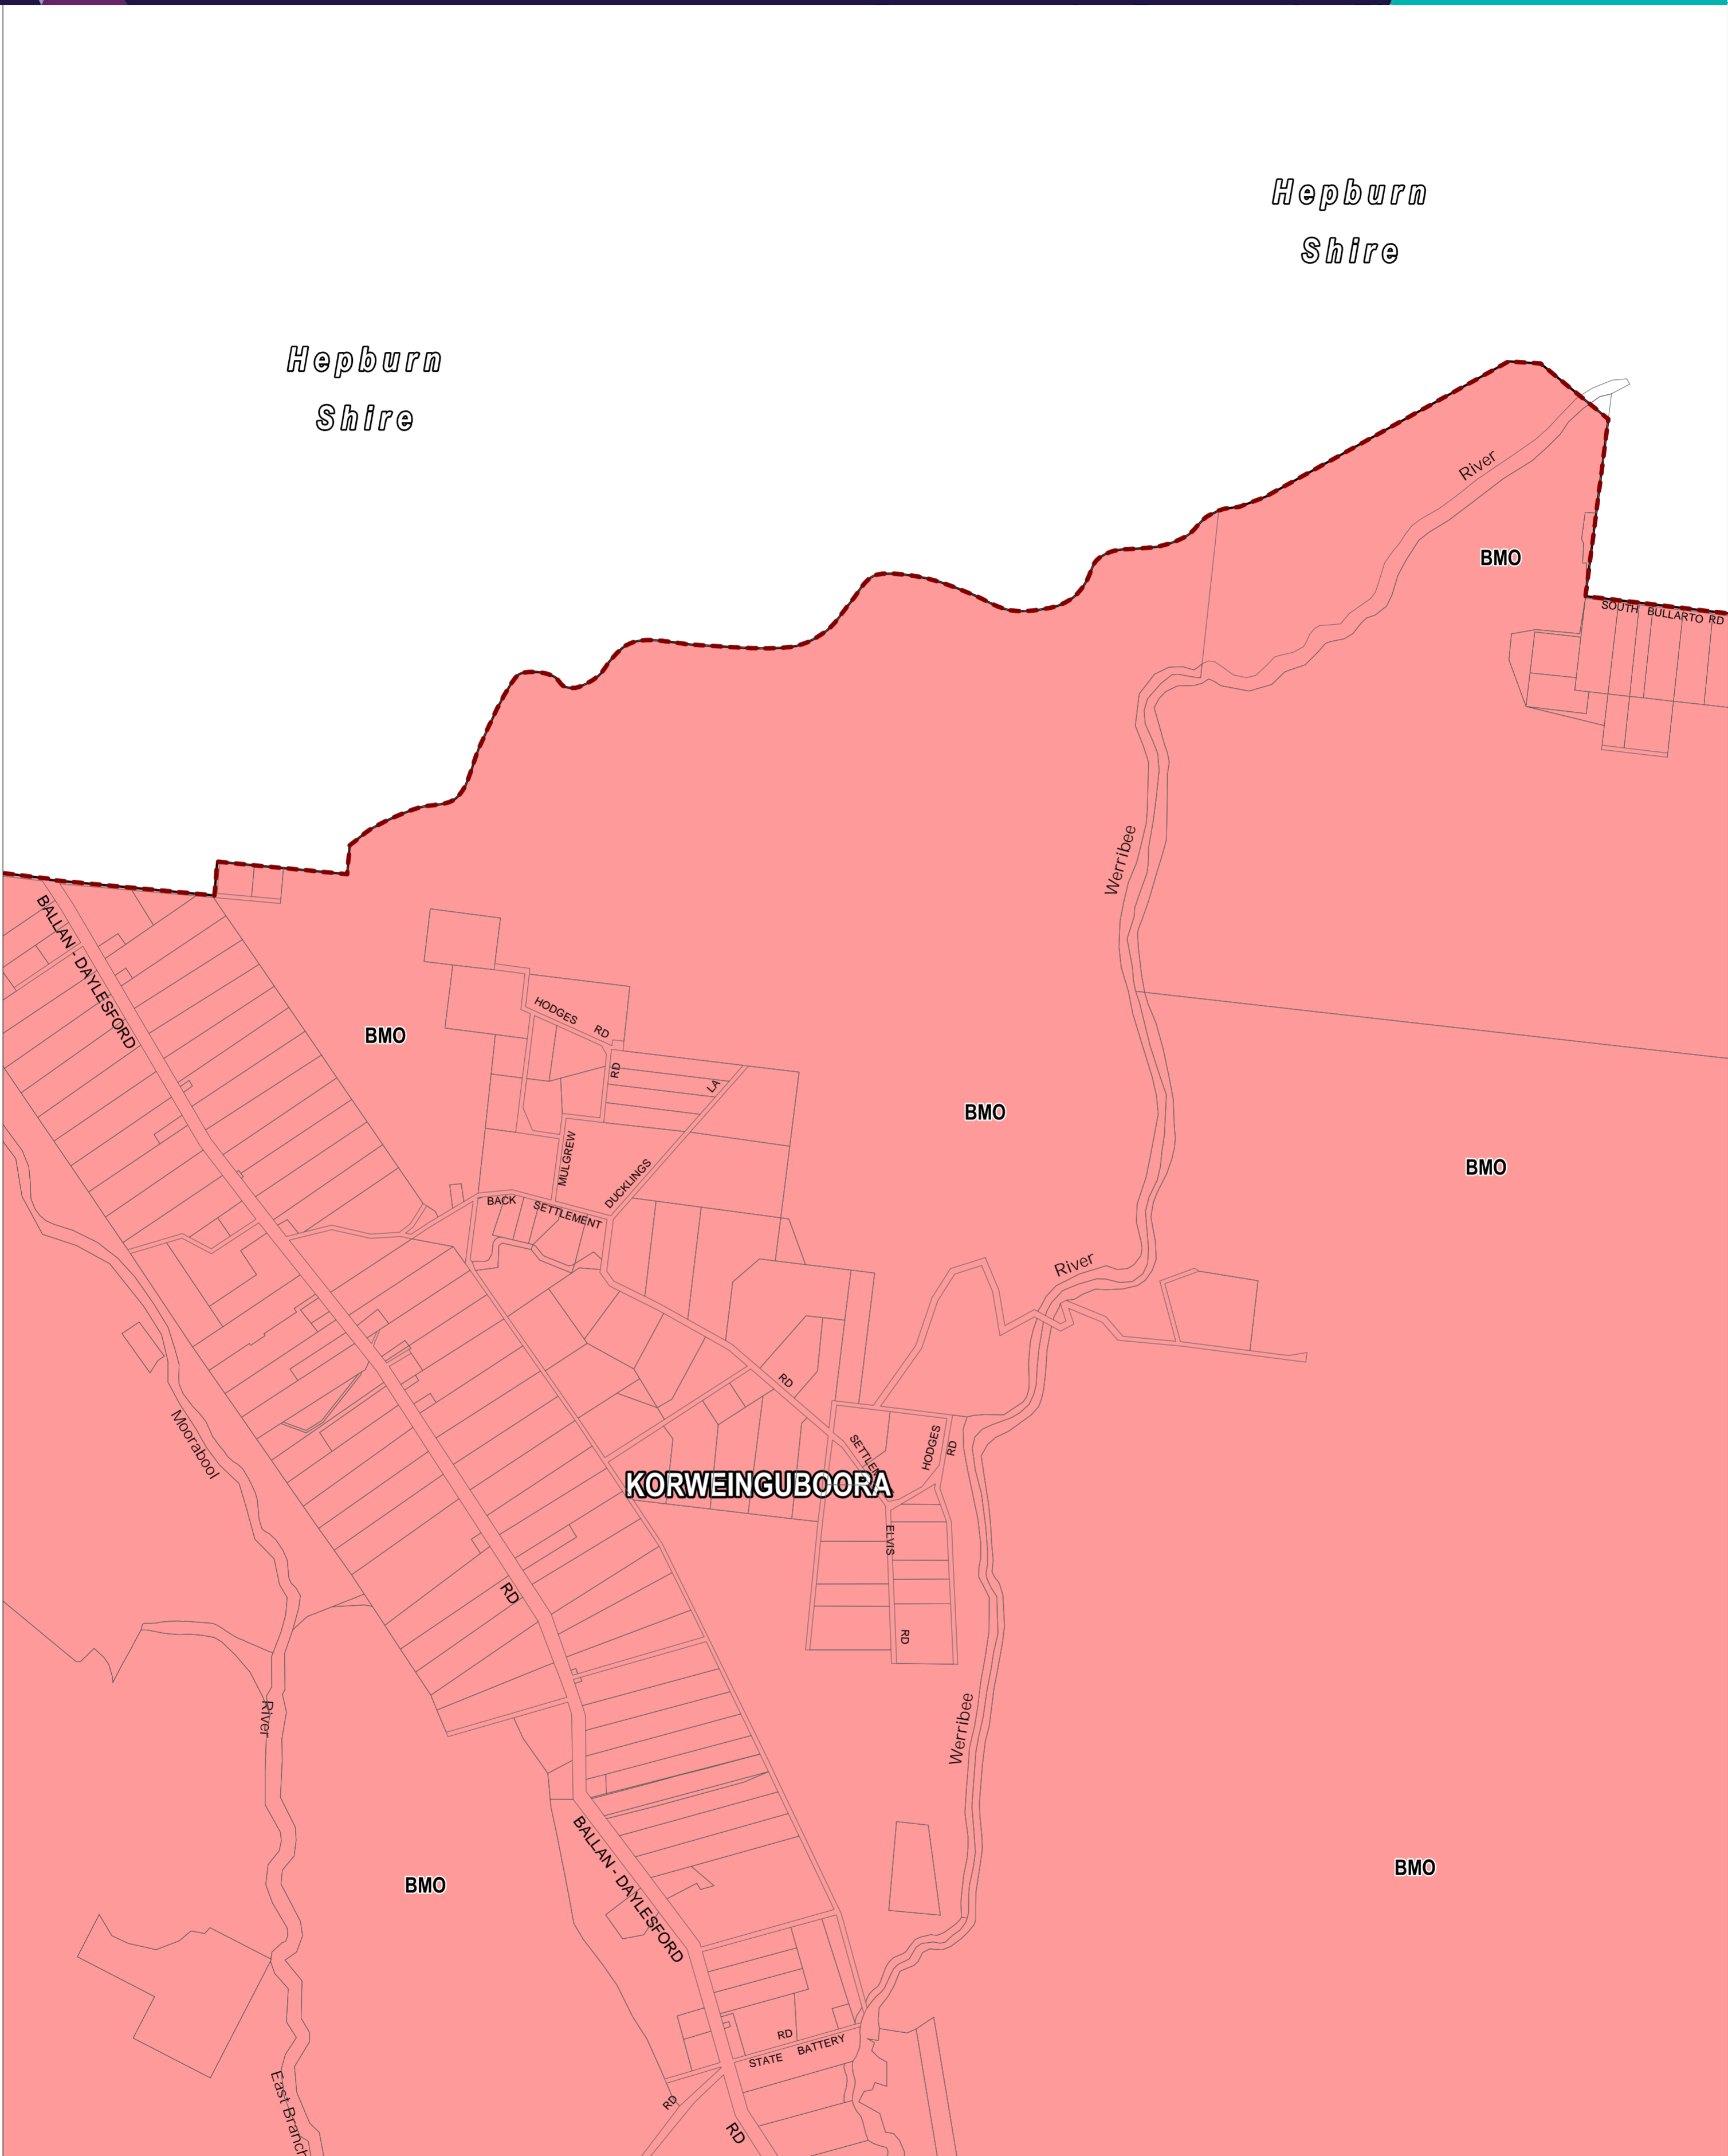 Hepburn
Shire
Hepburn
Shire
River
BMO
SOUTH BULLARTO RD
Werribee
BALLAN - DAYLESFORD
HODGES RD
BMO
RD
LA
BMO
MULGREW
DUCKLINGS
BMO
BACK SETTLEMENT
River
RD
Moorabool
HODGES
RD
KORWEINGUBOORA
ELVIS
RD
RD
River
Werribee
BALLAN - DAYLESFORD
BMO
BMO
RD
STATE BATTERY
RD
East Branch
RD